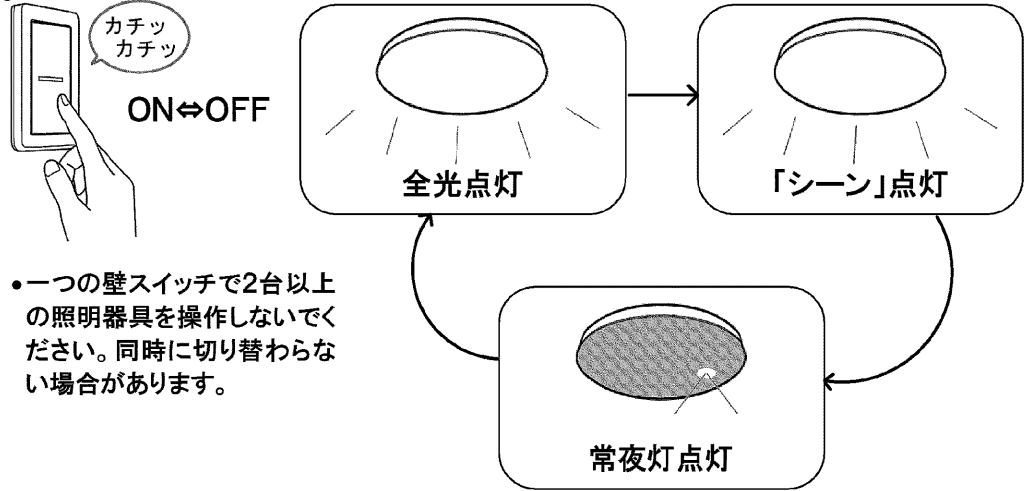 カチッ
カチッ
ON⇔OFF
全光点灯
「シーン」点灯
•一つの壁スイッチで2台以上
の照明器具を操作しないでく
ださい。同時に切り替わらな
い場合があります。
常夜灯点灯